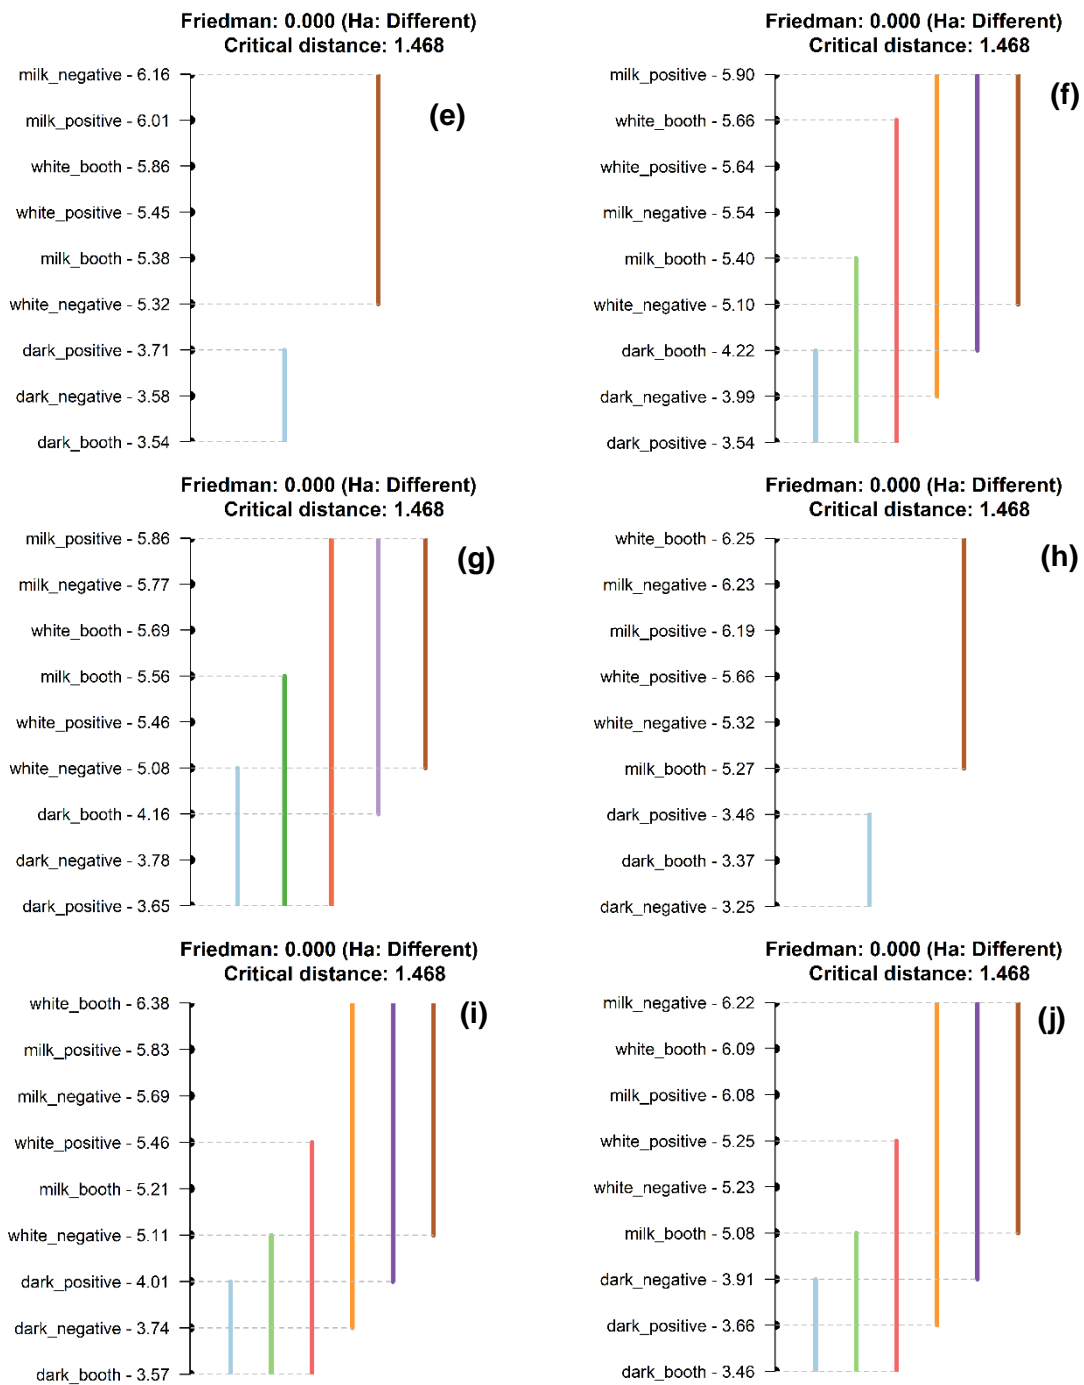 Friedman: 0.000 (Ha: Different)
Critical distance: 1.468
milk_negative - 6.16
milk_positive - 6.01
white_booth - 5.86
white_positive - 5.45
milk_booth - 5.38
white_negative - 5.32
dark_positive - 3.71
dark_negative - 3.58
dark_booth - 3.54
(e)
Friedman: 0.000 (Ha: Different)
Critical distance: 1.468
milk_positive - 5.90
white_booth - 5.66
white_positive - 5.64
milk_negative - 5.54
milk_booth - 5.40
white_negative - 5.10
dark_booth - 4.22
dark_negative - 3.99
dark_positive - 3.54
(f)
Friedman: 0.000 (Ha: Different)
Critical distance: 1.468
milk_positive - 5.86
milk_negative - 5.77
white_booth - 5.69
milk_booth - 5.56
white_positive - 5.46
white_negative - 5.08
dark_booth - 4.16
dark_negative - 3.78
dark_positive - 3.65
(g)
Friedman: 0.000 (Ha: Different)
Critical distance: 1.468
white_booth - 6.25
milk_negative - 6.23
milk_positive - 6.19
white_positive - 5.66
white_negative - 5.32
milk_booth - 5.27
dark_positive - 3.46
dark_booth - 3.37
dark_negative - 3.25
(h)
Friedman: 0.000 (Ha: Different)
Critical distance: 1.468
white_booth - 6.38
milk_positive - 5.83
milk_negative - 5.69
white_positive - 5.46
milk_booth - 5.21
white_negative - 5.11
dark_positive - 4.01
dark_negative - 3.74
dark_booth - 3.57
(i)
Friedman: 0.000 (Ha: Different)
Critical distance: 1.468
milk_negative - 6.22
white_booth - 6.09
milk_positive - 6.08
white_positive - 5.25
white_negative - 5.23
milk_booth - 5.08
dark_negative - 3.91
dark_positive - 3.66
dark_booth - 3.46
(j)